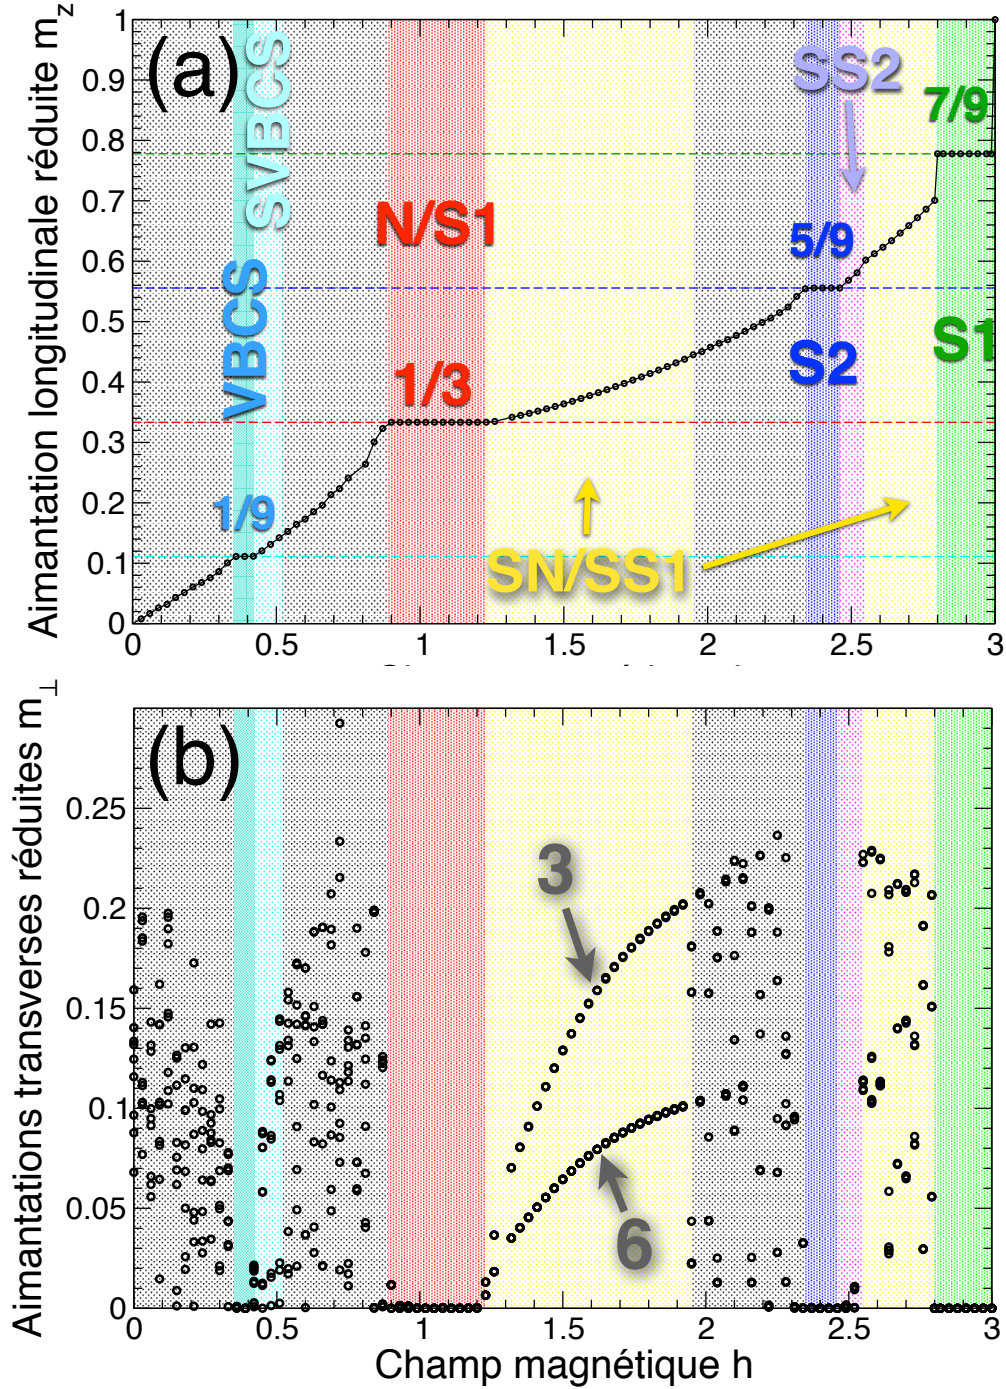 (a)
Aimantation longitudinale réduite m_z
1
0.9
0.8
0.7
0.6
0.5
0.4
0.3
0.2
0.1
0
VBCS
SVBCS
SS2
7/9
N/S1
5/9
1/3
S2
S1
1/9
SN/SS1
0 0.5 1 1.5 2 2.5 3
(b)
Aimantations transverses réduites m_⊥
0.25
0.2
0.15
0.1
0.05
0
3
6
0 0.5 1 1.5 2 2.5 3
Champ magnétique h